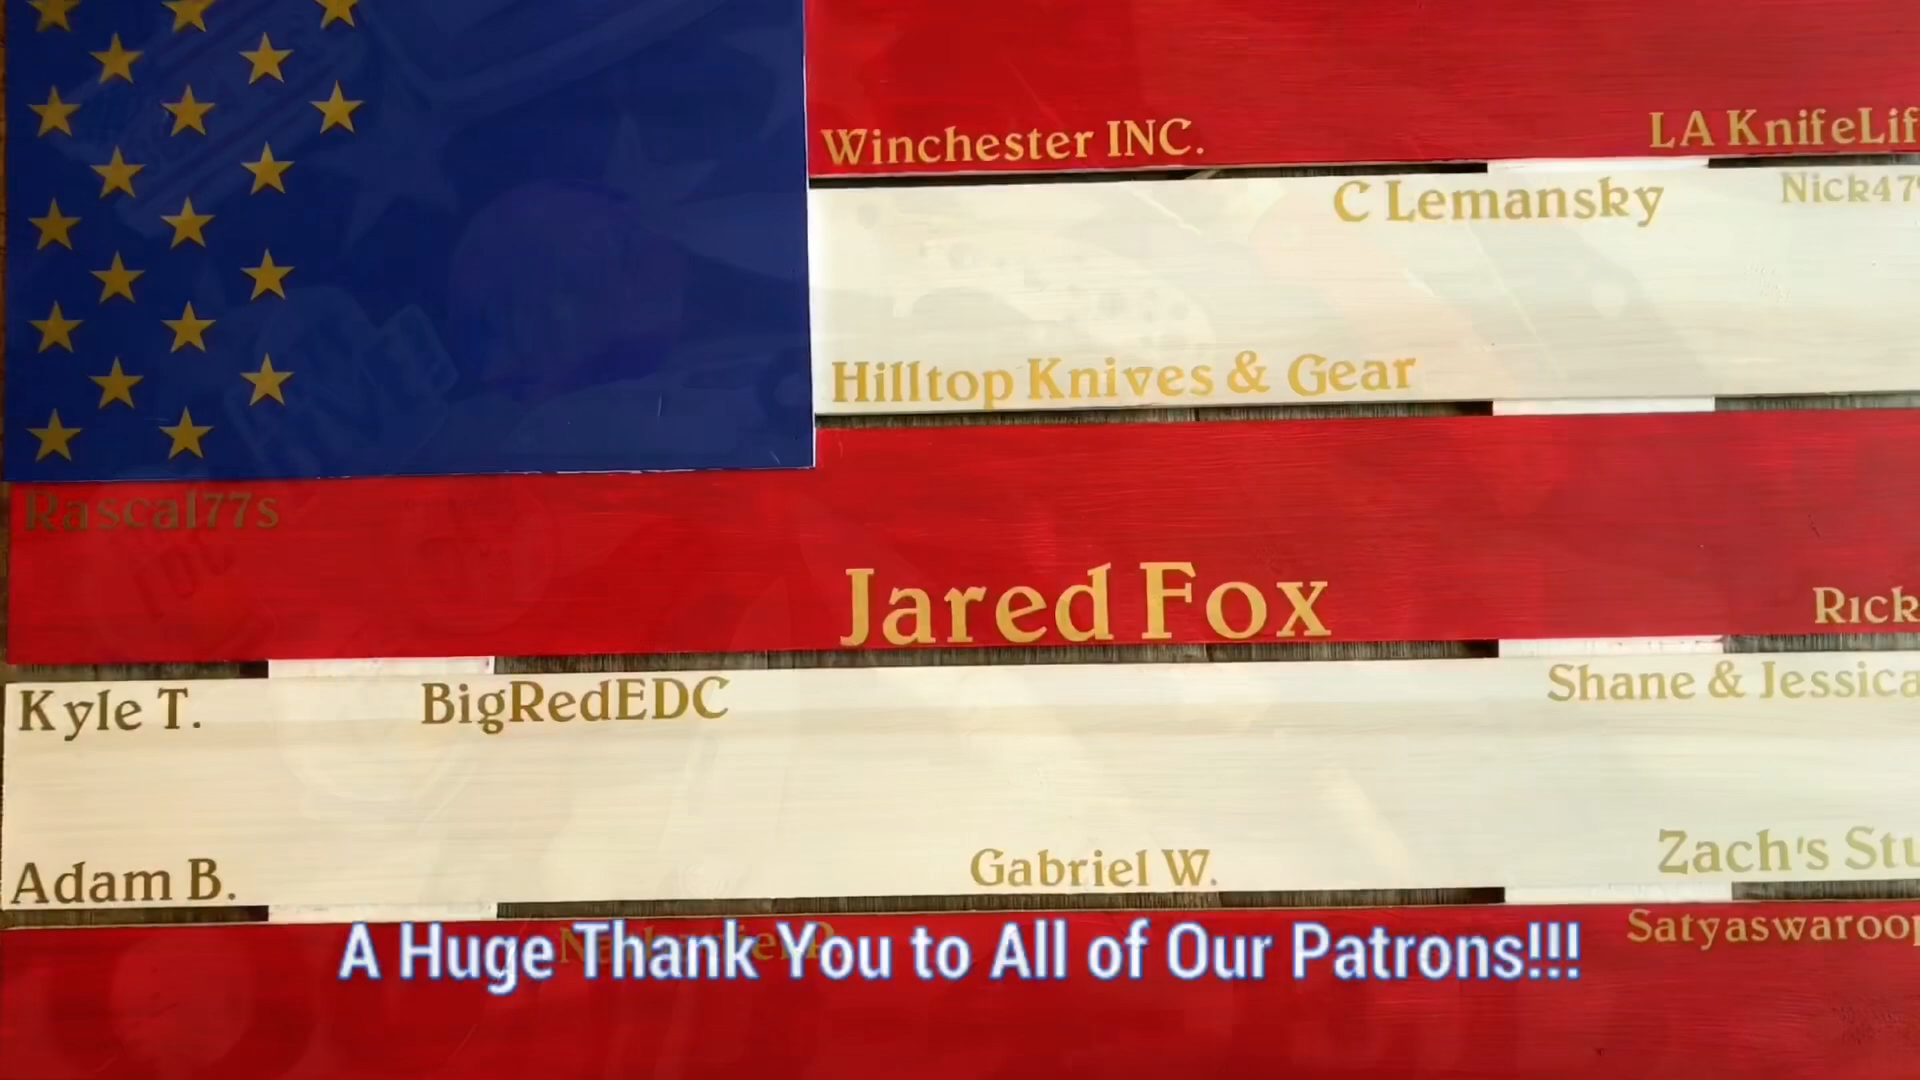 Winchester INC.
LA KnifeLif
C Lemansky
Nick47
Hilltop Knives & Gear
Rascal77s
Jared Fox
Rick
Kyle T.
BigRedEDC
Shane & Jessica
Adam B.
Gabriel W.
Zach's Stu
Satyaswaroop
A Huge Thank You to All of Our Patrons!!!